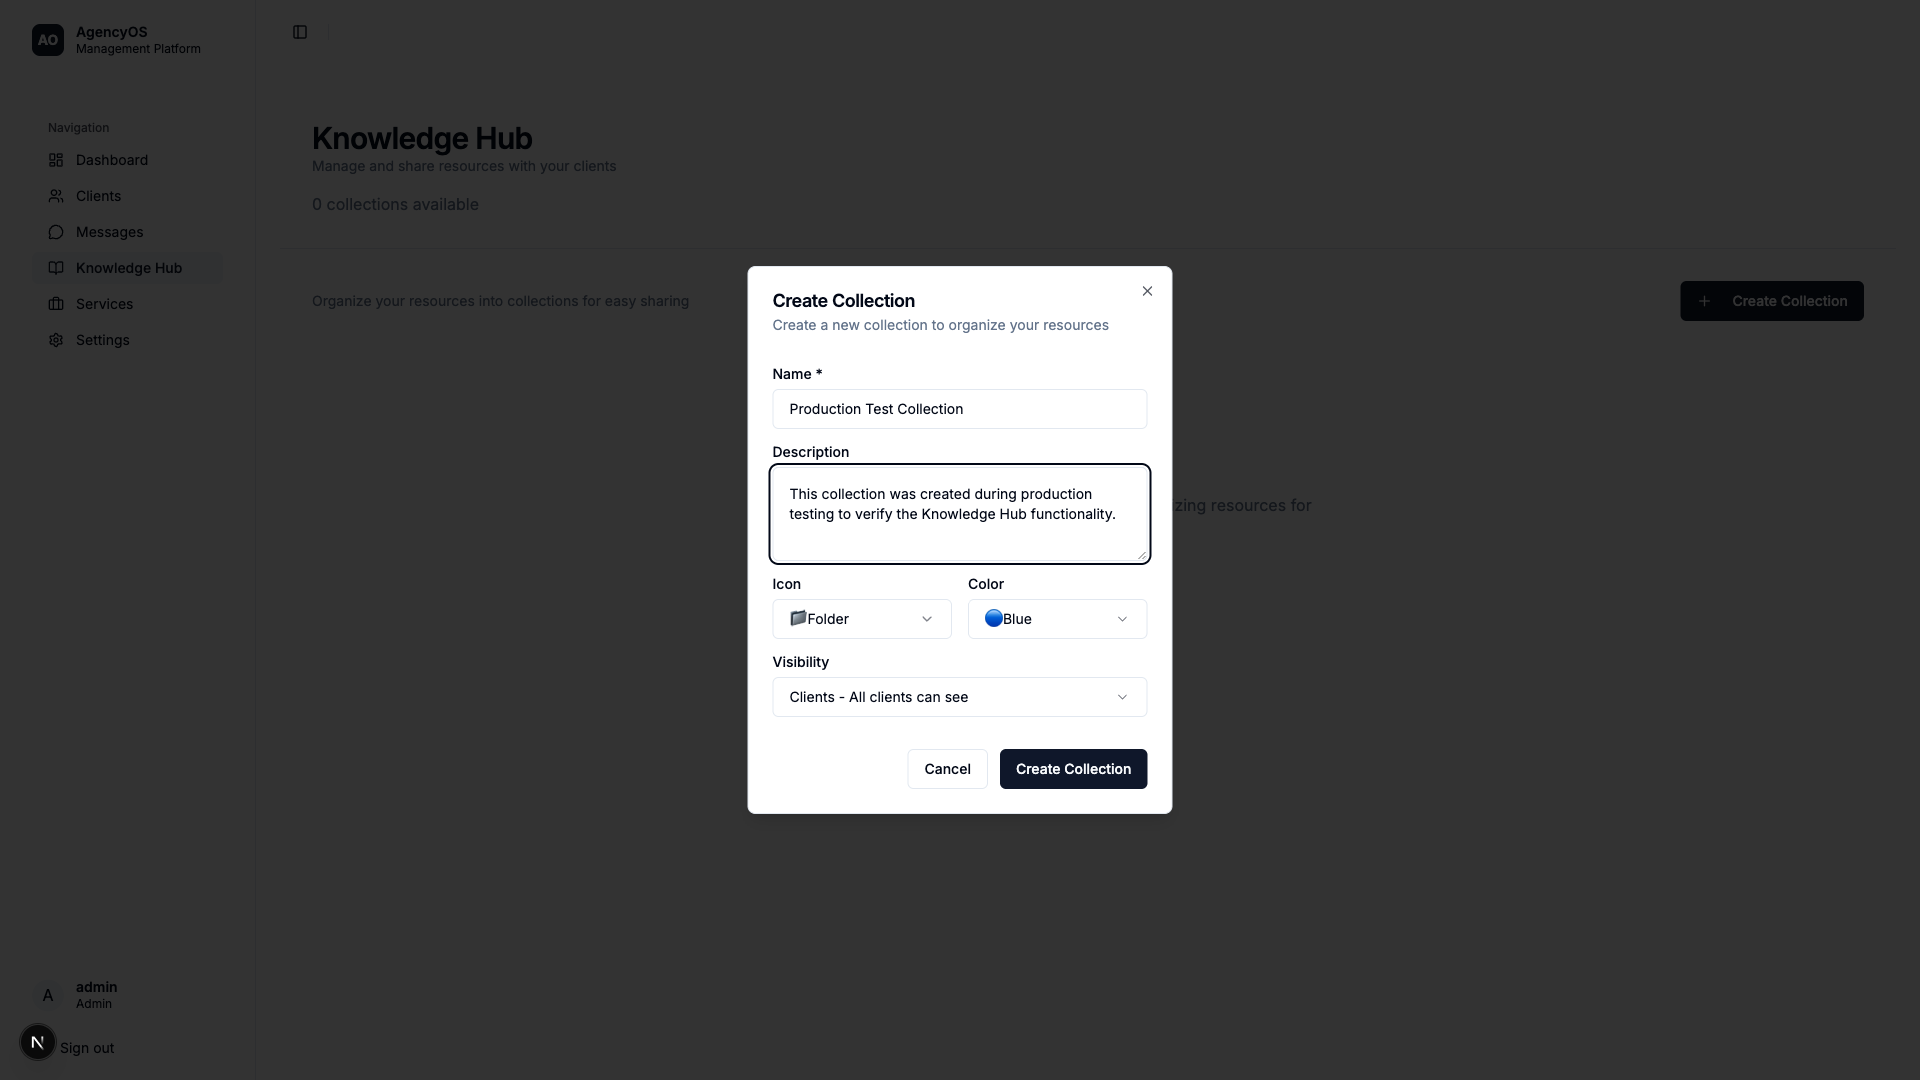 AO
AgencyOS
Management Platform
Navigation
Dashboard
Clients
Messages
Knowledge Hub
Services
Settings
A
admin
Admin
N
Sign out
Knowledge Hub
Manage and share resources with your clients
0 collections available
Organize your resources into collections for easy sharing
Create Collection
zing resources for
Create Collection
Create a new collection to organize your resources
Name *
Production Test Collection
Description
This collection was created during production
testing to verify the Knowledge Hub functionality.
Icon
Color
Folder
Blue
Visibility
Clients - All clients can see
Cancel
Create Collection